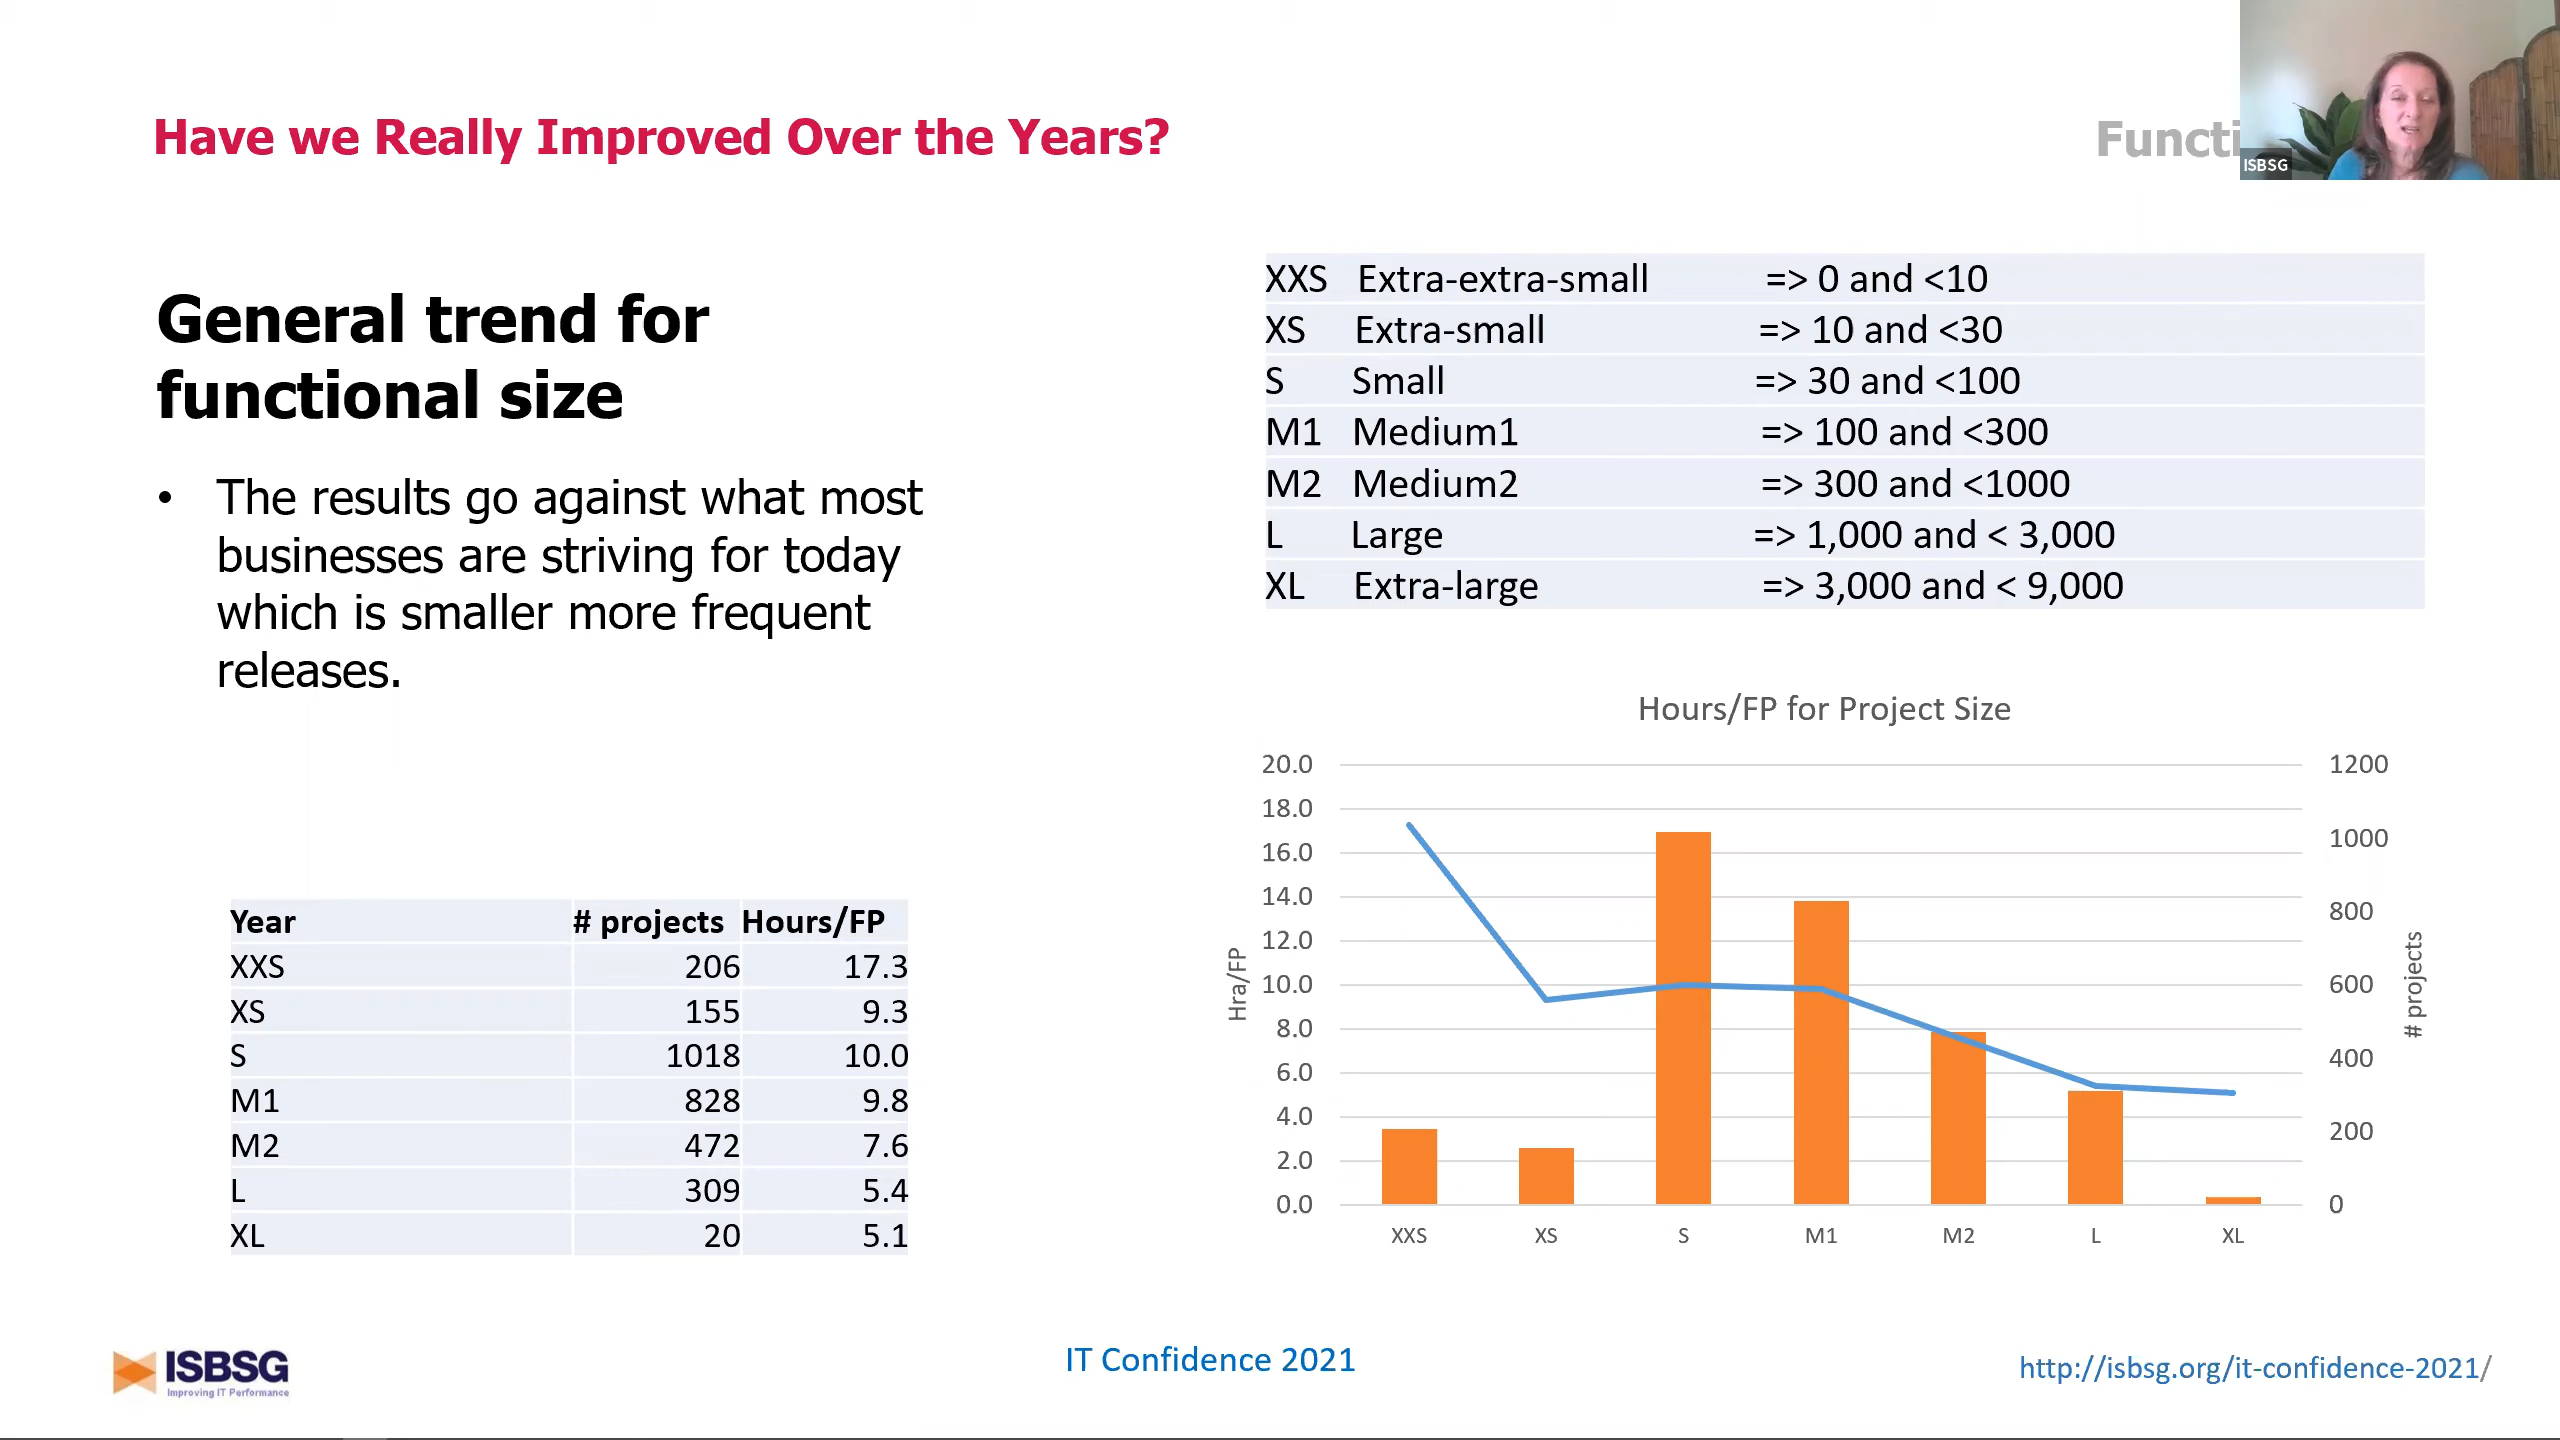 Have we Really Improved Over the Years?
ISBSG
General trend for
functional size
• The results go against what most
businesses are striving for today
which is smaller more frequent
releases.
XXS Extra-extra-small => 0 and <10
XS Extra-small => 10 and <30
S Small => 30 and <100
M1 Medium1 => 100 and <300
M2 Medium2 => 300 and <1000
L Large => 1,000 and < 3,000
XL Extra-large => 3,000 and < 9,000
Year # projects Hours/FP
XXS 206 17.3
XS 155 9.3
S 1018 10.0
M1 828 9.8
M2 472 7.6
L 309 5.4
XL 20 5.1
Hours/FP for Project Size
20.0
18.0
16.0
14.0
12.0
10.0
8.0
6.0
4.0
2.0
0.0
Hra/FP
1200
1000
800
600
400
200
0
# projects
XXS XS S M1 M2 L XL
ISBSG
Improving IT Performance
IT Confidence 2021
http://isbsg.org/it-confidence-2021/